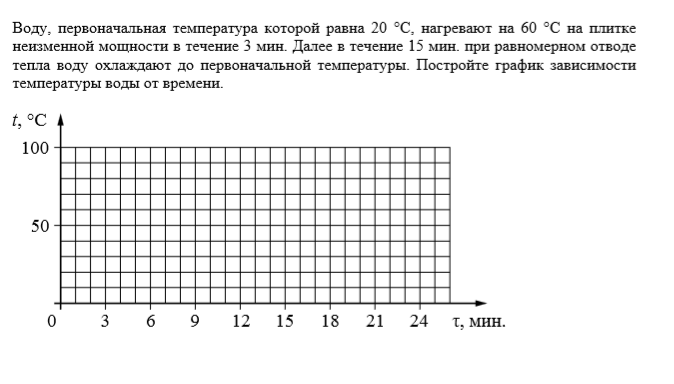 Воду, первоначальная температура которой равна 20 °С, нагревают на 60 °С на плитке
неизменной мощности в течение 3 мин. Далее в течение 15 мин. при равномерном отводе
тепла воду охлаждают до первоначальной температуры. Постройте график зависимости
температуры воды от времени.
t, °С
100
50
0 3 6 9 12 15 18 21 24 τ, мин.